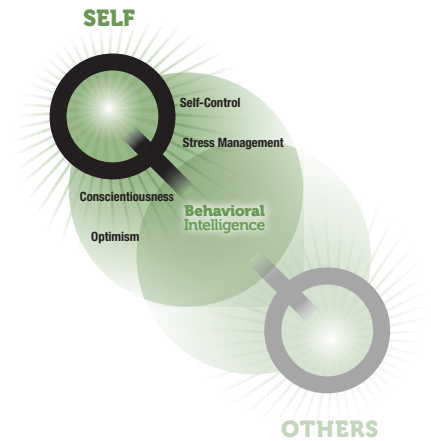 SELF
Self-Control
Stress Management
Conscientiousness
Behavioral
Intelligence
Optimism
OTHERS